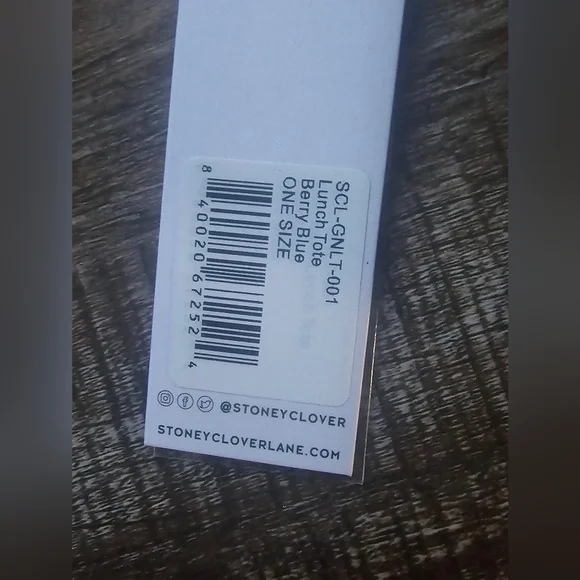 SCL-GNLT-001
Lunch Tote
Berry Blue
ONE SIZE
8 40020 67252 4
@STONEYCLOVER
STONEYCLOVERLANE.COM